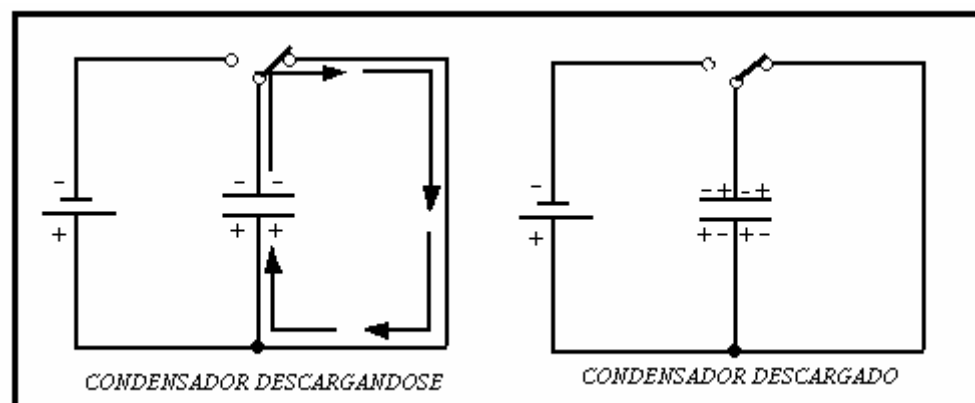 - - - - - + - +
+ + + + + - + -
CONDENSADOR DESCARGANDOSE
CONDENSADOR DESCARGADO